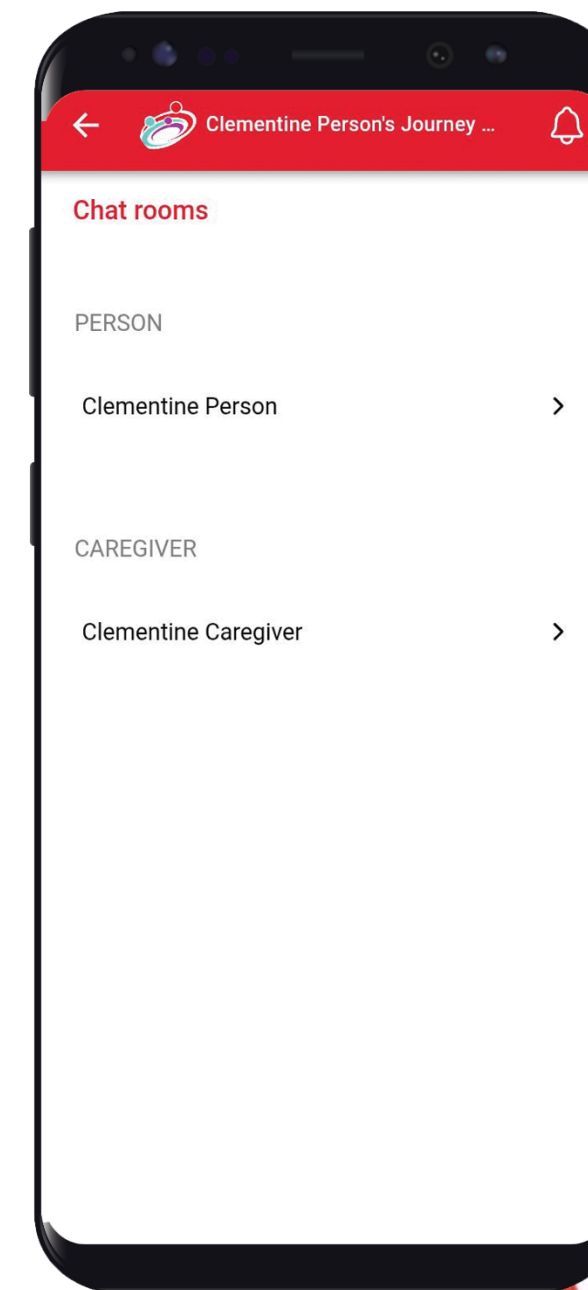 Clementine Person's Journey ...
Chat rooms
PERSON
Clementine Person
CAREGIVER
Clementine Caregiver